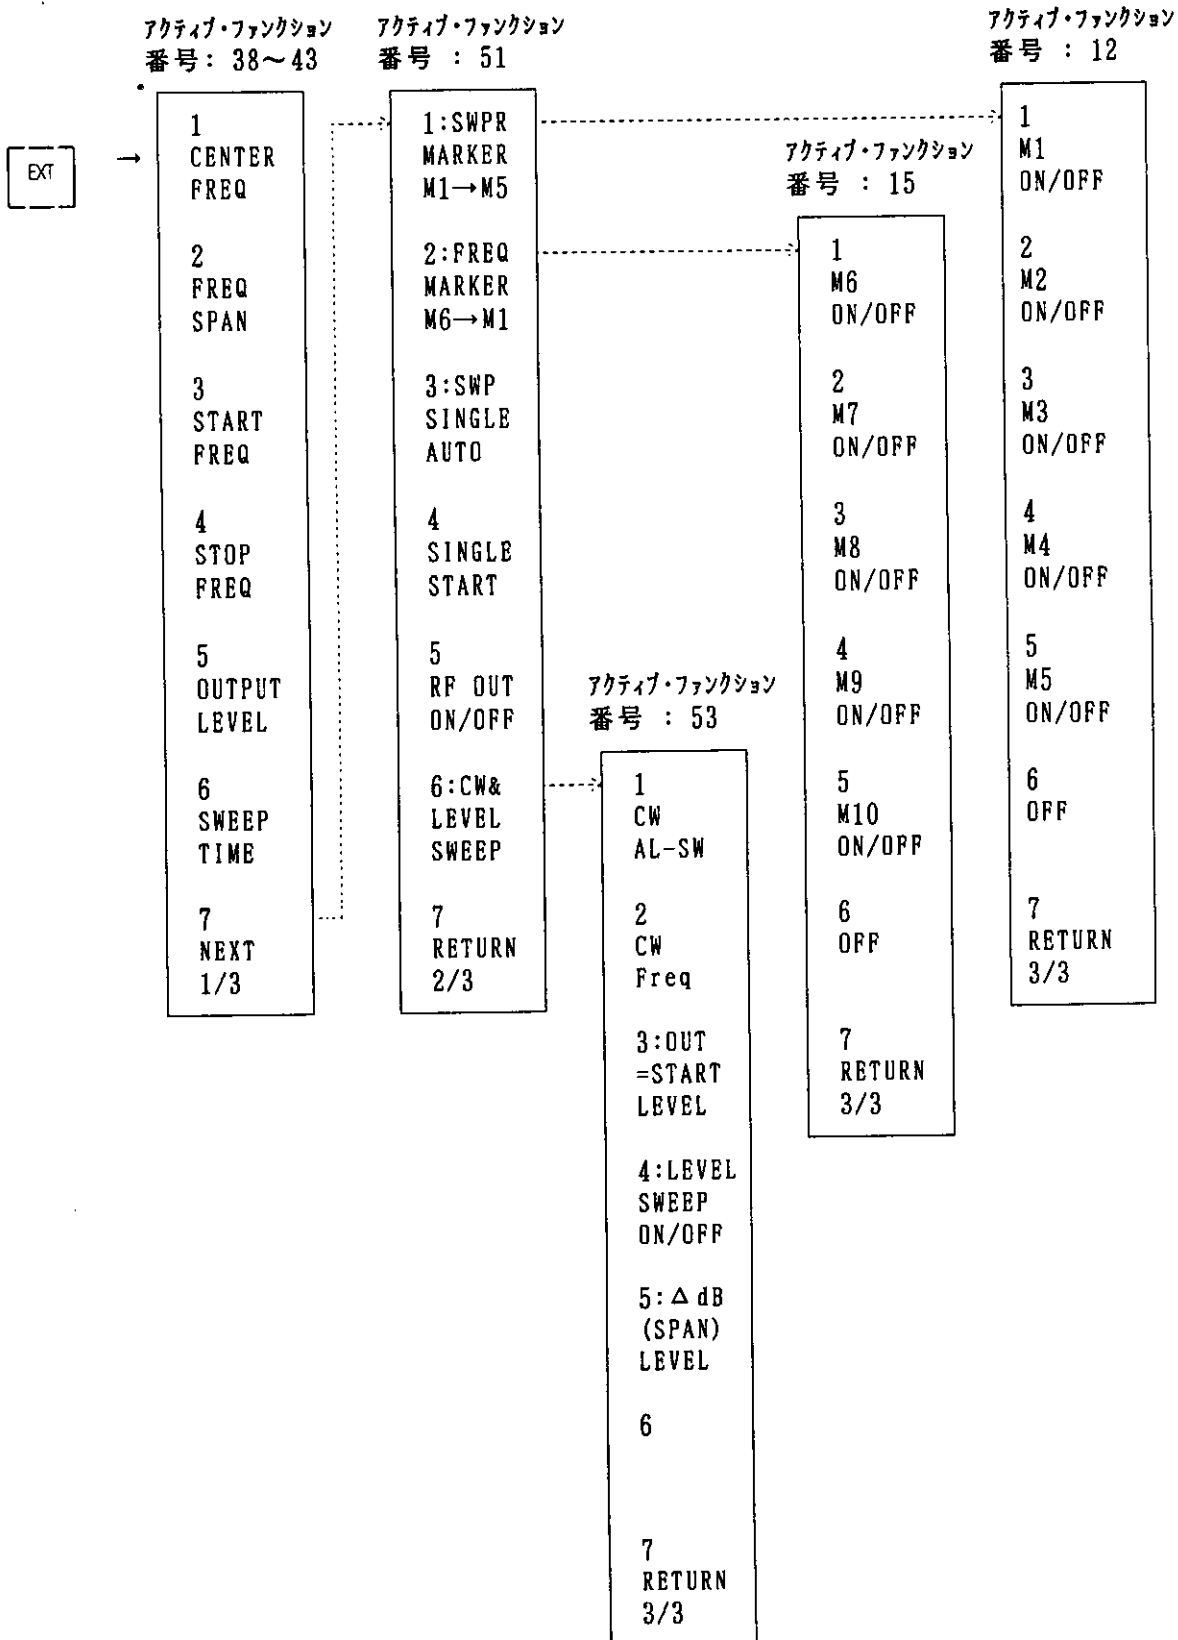 アクティブ・ファンクション
番号: 38～43
EXT
→
1
CENTER
FREQ
2
FREQ
SPAN
3
START
FREQ
4
STOP
FREQ
5
OUTPUT
LEVEL
6
SWEEP
TIME
7
NEXT
1/3
アクティブ・ファンクション
番号 : 51
1:SWPR
MARKER
M1→M5
2:FREQ
MARKER
M6→M1
3:SWP
SINGLE
AUTO
4
SINGLE
START
5
RF OUT
ON/OFF
6:CW&
LEVEL
SWEEP
7
RETURN
2/3
アクティブ・ファンクション
番号 : 53
1
CW
AL-SW
2
CW
Freq
3:OUT
=START
LEVEL
4:LEVEL
SWEEP
ON/OFF
5:Δ dB
(SPAN)
LEVEL
6
7
RETURN
3/3
アクティブ・ファンクション
番号 : 15
1
M6
ON/OFF
2
M7
ON/OFF
3
M8
ON/OFF
4
M9
ON/OFF
5
M10
ON/OFF
6
OFF
7
RETURN
3/3
アクティブ・ファンクション
番号 : 12
1
M1
ON/OFF
2
M2
ON/OFF
3
M3
ON/OFF
4
M4
ON/OFF
5
M5
ON/OFF
6
OFF
7
RETURN
3/3